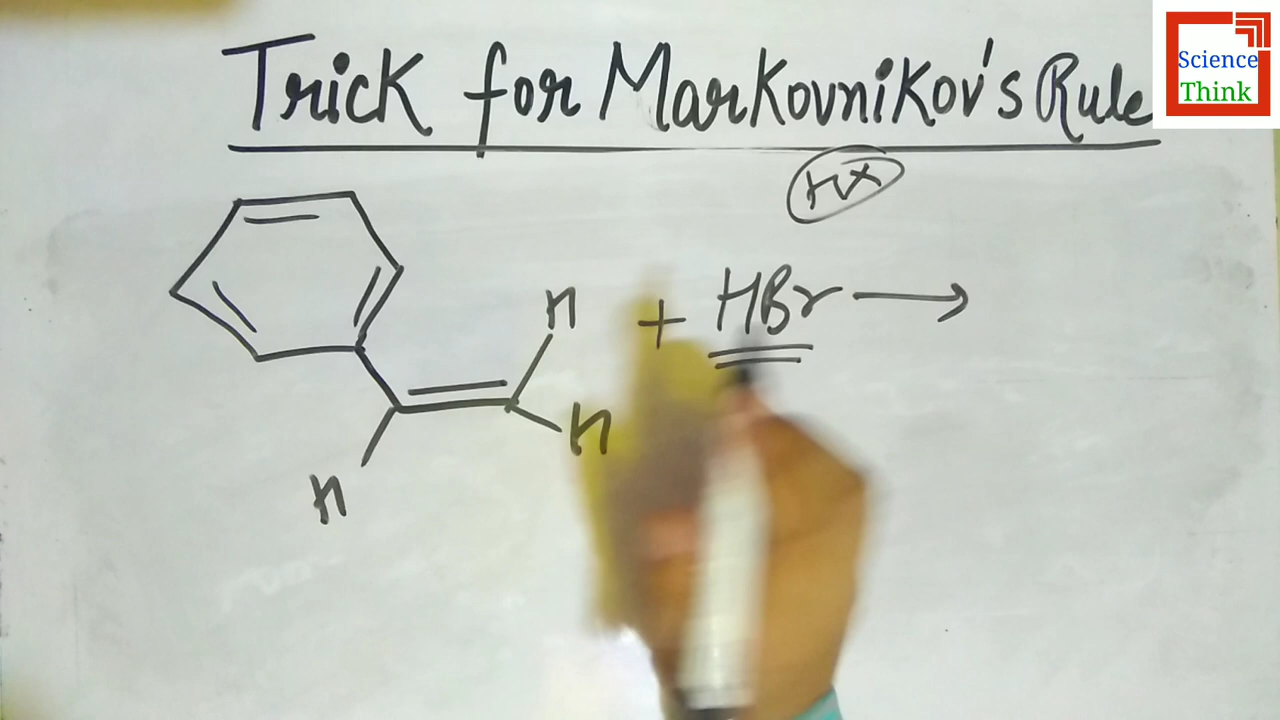 Trick for Markovnikov's Rule
Science
Think
HX
H
+ HBr
H
H